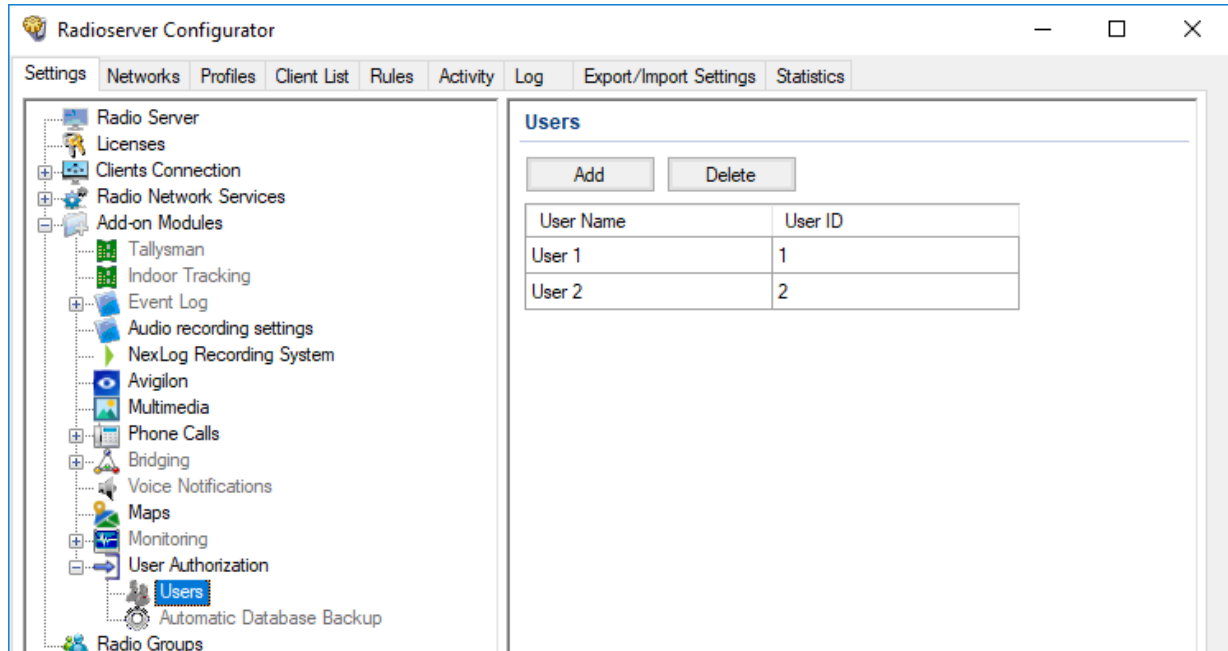 Radioserver Configurator
Settings Networks Profiles Client List Rules Activity Log Export/Import Settings Statistics
Radio Server
Licenses
Clients Connection
Radio Network Services
Add-on Modules
Tallysman
Indoor Tracking
Event Log
Audio recording settings
NexLog Recording System
Avigilon
Multimedia
Phone Calls
Bridging
Voice Notifications
Maps
Monitoring
User Authorization
Users
Automatic Database Backup
Radio Groups
Users
Add Delete
User Name User ID
User 1 1
User 2 2